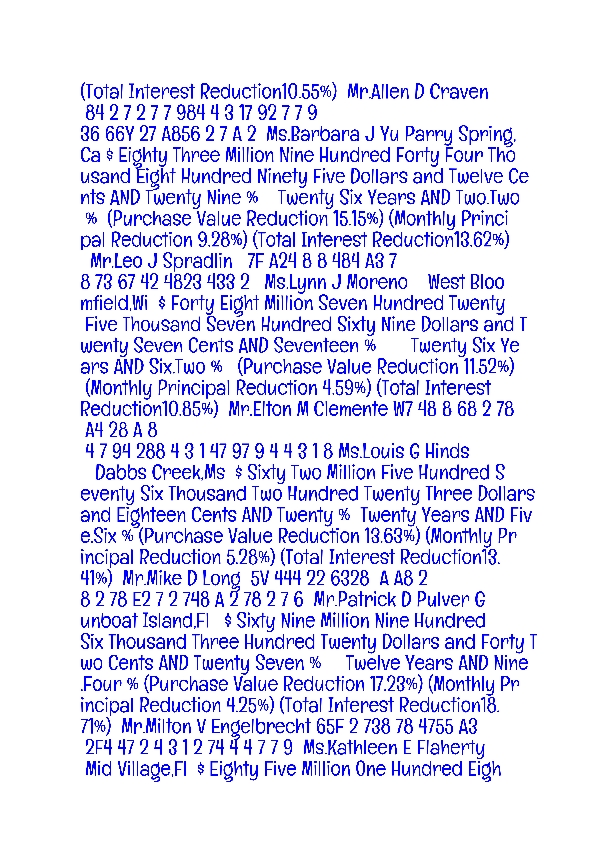 (Total Interest Reduction10.55%)  Mr.Allen D Craven
84 2 7 2 7 7 984 4 3 17 92 7 7 9
36 66Y 27 A856 2 7 A 2  Ms.Barbara J Yu Parry Spring,
Ca $ Eighty Three Million Nine Hundred Forty Four Tho
usand Eight Hundred Ninety Five Dollars and Twelve Ce
nts AND Twenty Nine %    Twenty Six Years AND Two.Two
%  (Purchase Value Reduction 15.15%) (Monthly Princi
pal Reduction 9.28%) (Total Interest Reduction13.62%)
Mr.Leo J Spradlin   7F A24 8 8 484 A3 7
8 73 67 42 4823 433 2   Ms.Lynn J Moreno    West Bloo
mfield,Wi  $ Forty Eight Million Seven Hundred Twenty
Five Thousand Seven Hundred Sixty Nine Dollars and T
wenty Seven Cents AND Seventeen %       Twenty Six Ye
ars AND Six.Two %   (Purchase Value Reduction 11.52%)
(Monthly Principal Reduction 4.59%) (Total Interest
Reduction10.85%)  Mr.Elton M Clemente W7 48 8 68 2 78
A4 28 A 8
4 7 94 288 4 3 1 47 97 9 4 4 3 1 8 Ms.Louis G Hinds
Dabbs Creek,Ms  $ Sixty Two Million Five Hundred S
eventy Six Thousand Two Hundred Twenty Three Dollars
and Eighteen Cents AND Twenty %  Twenty Years AND Fiv
e.Six % (Purchase Value Reduction 13.63%) (Monthly Pr
incipal Reduction 5.28%) (Total Interest Reduction13.
41%)  Mr.Mike D Long  5V 444 22 6328  A A8 2
8 2 78 E2 7 2 748 A 2 78 2 7 6  Mr.Patrick D Pulver G
unboat Island,Fl   $ Sixty Nine Million Nine Hundred
Six Thousand Three Hundred Twenty Dollars and Forty T
wo Cents AND Twenty Seven %     Twelve Years AND Nine
.Four % (Purchase Value Reduction 17.23%) (Monthly Pr
incipal Reduction 4.25%) (Total Interest Reduction18.
71%)  Mr.Milton V Engelbrecht 65F 2 738 78 4755 A3
2F4 47 2 4 3 1 2 74 4 4 7 7 9  Ms.Kathleen E Flaherty
Mid Village,Fl  $ Eighty Five Million One Hundred Eigh